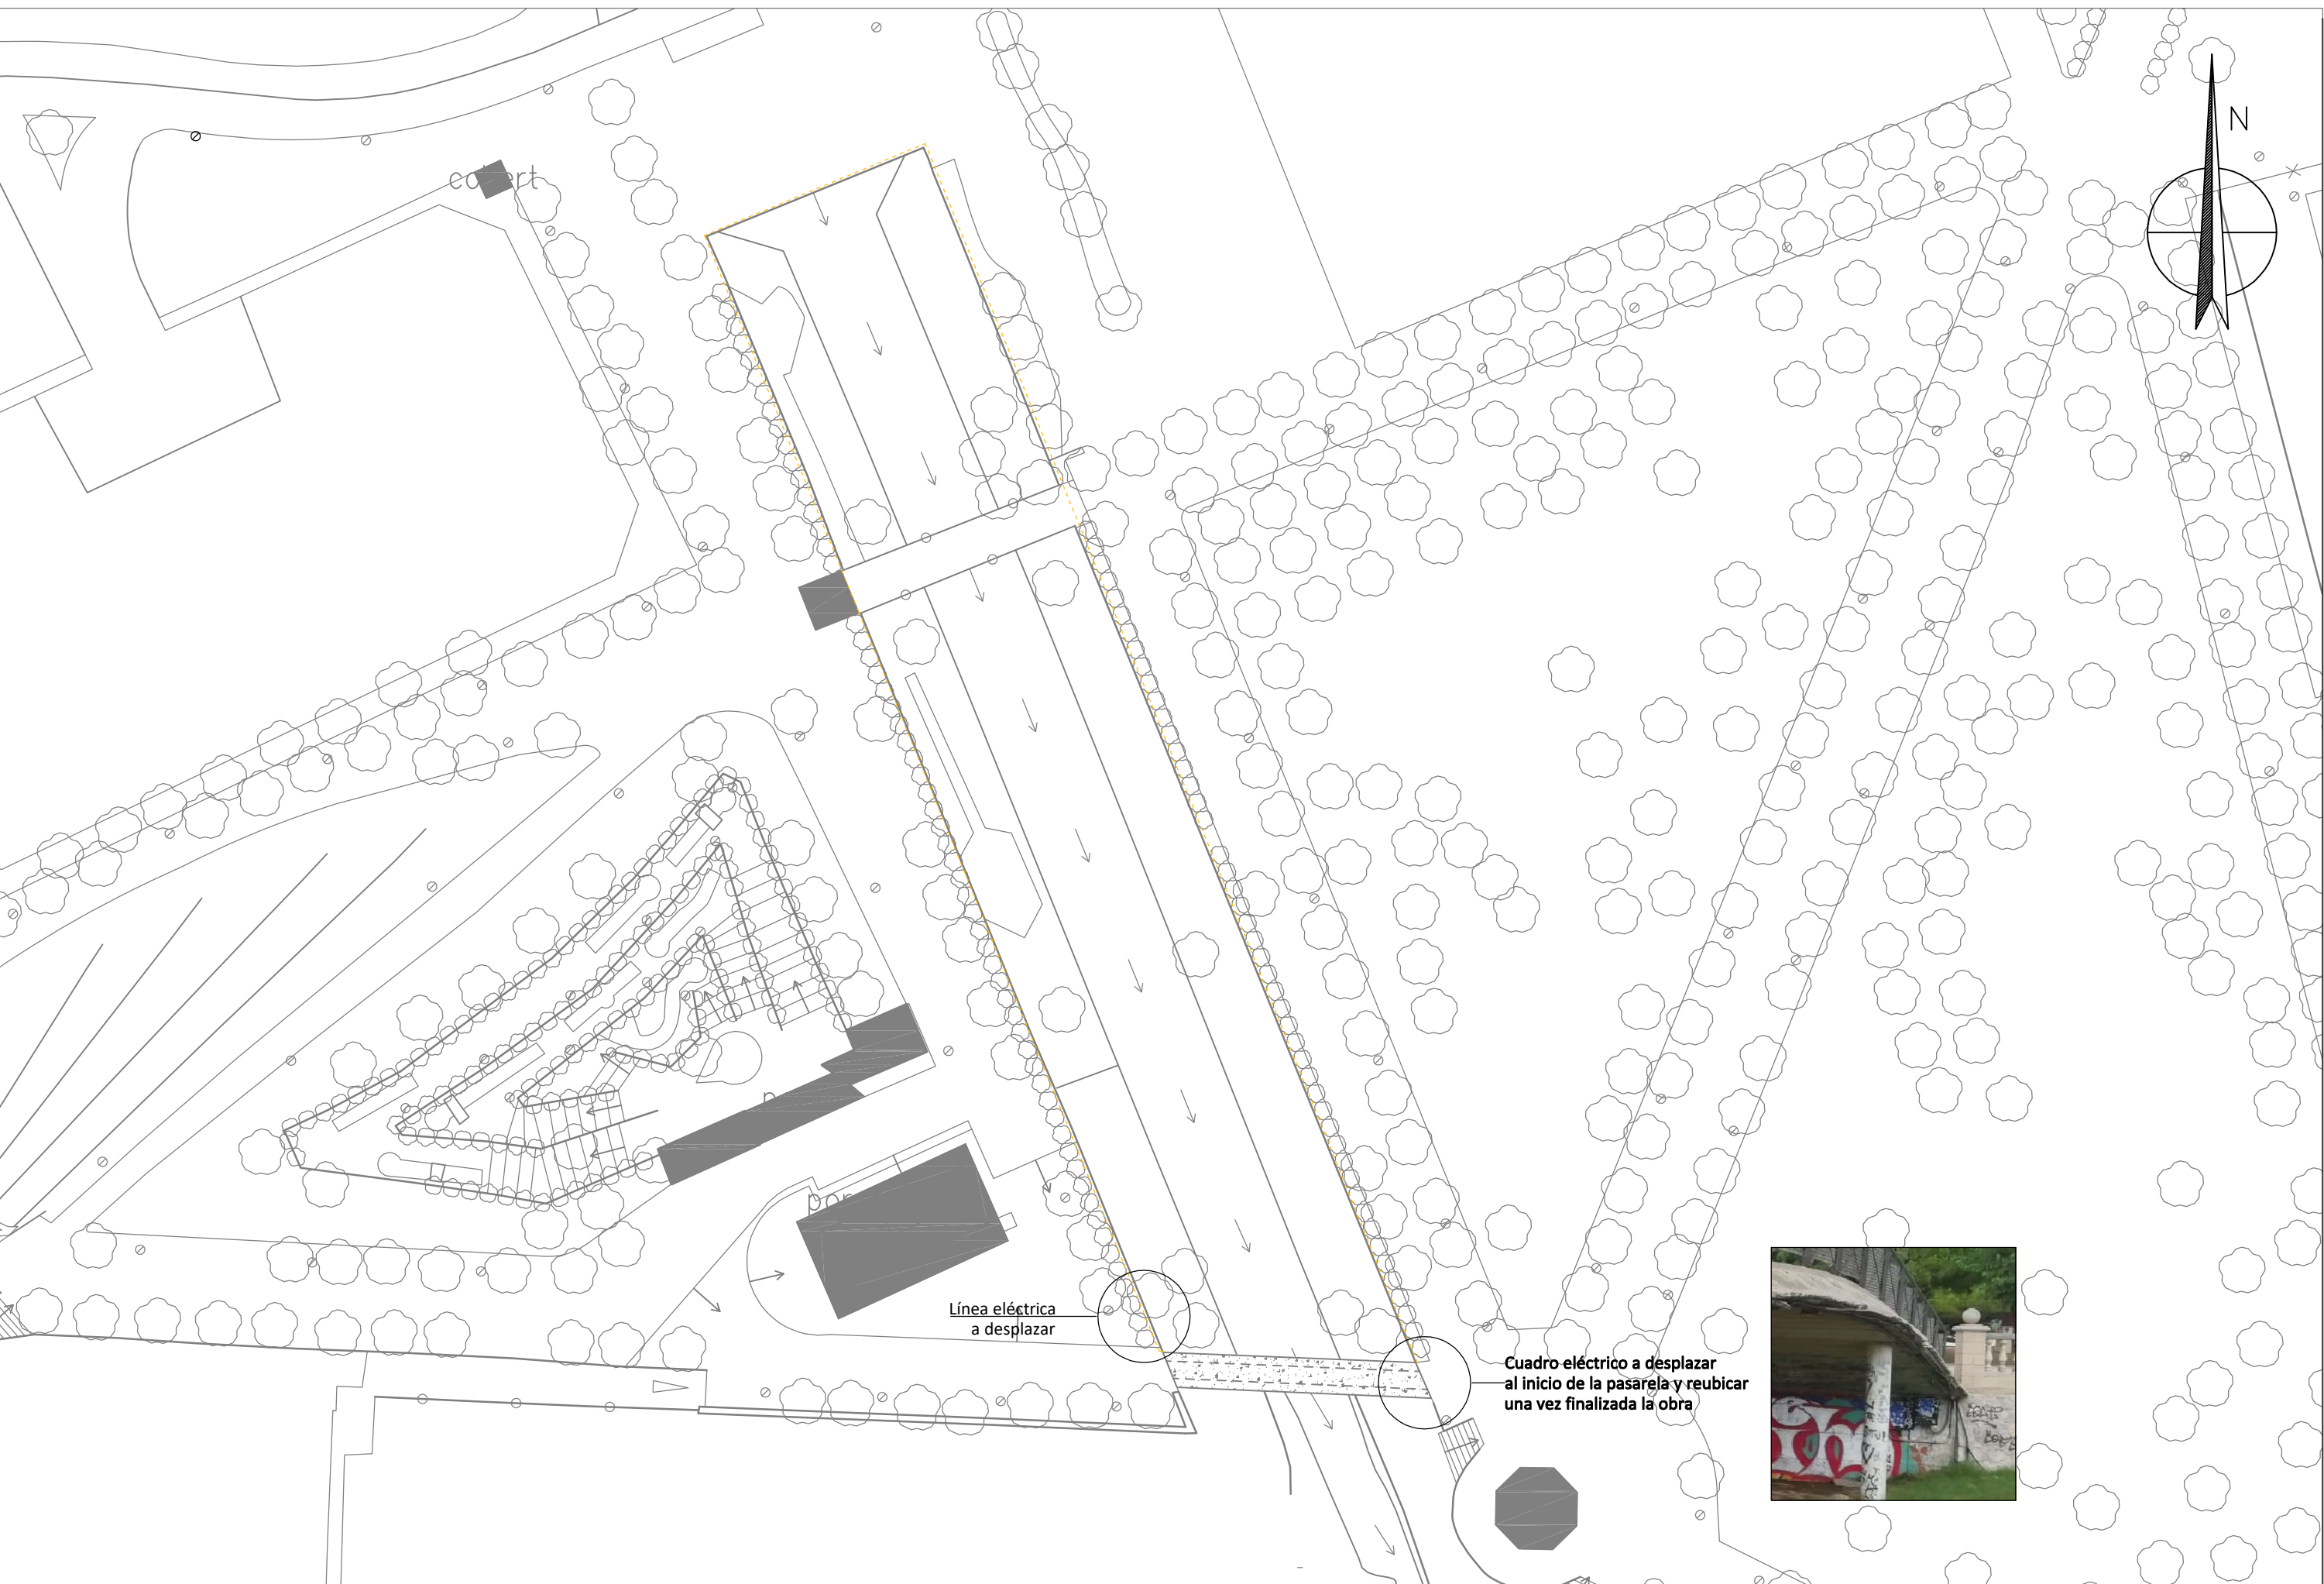 N
Línea eléctrica
a desplazar
Cuadro eléctrico a desplazar
al inicio de la pasarela y reubicar
una vez finalizada la obra